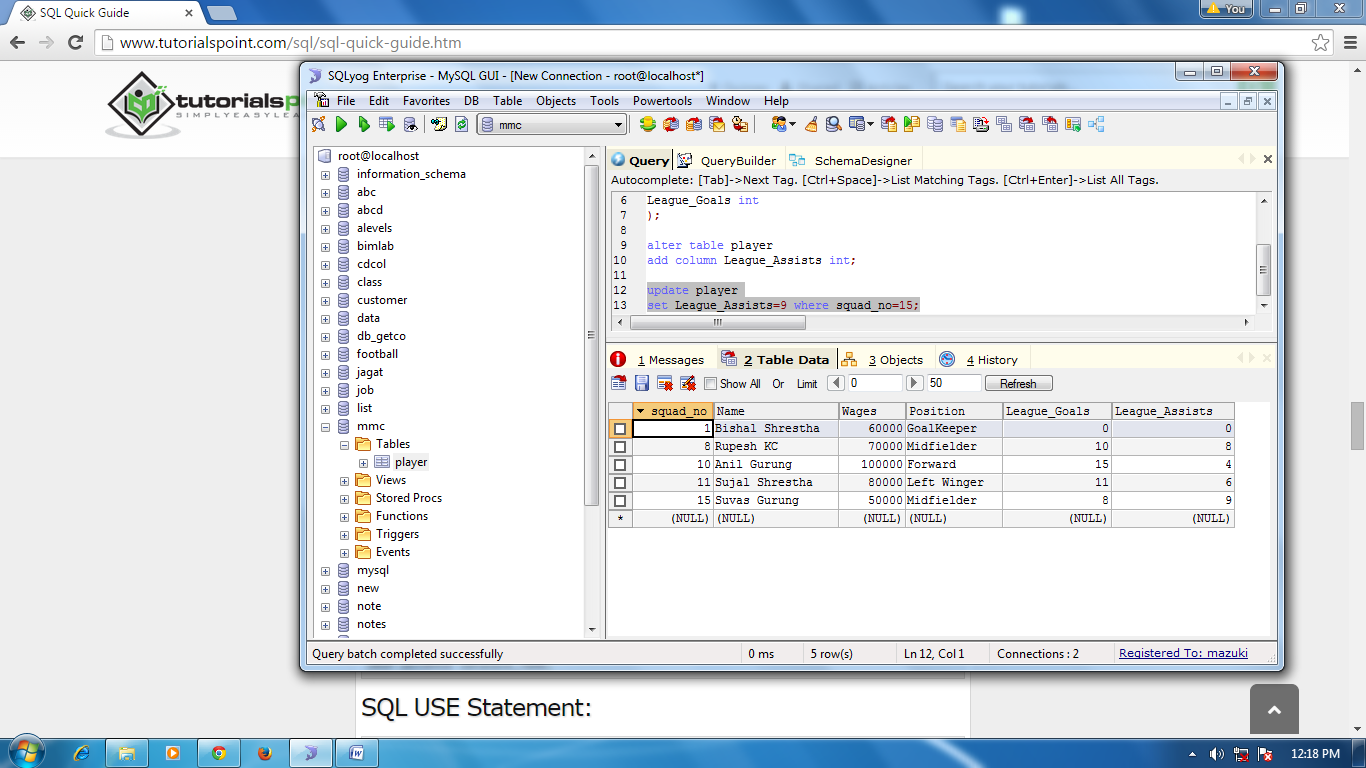 SQL Quick Guide
You
www.tutorialspoint.com/sql/sql-quick-guide.htm
tutorialsp
SIMPLYEASYLEA
SQLyog Enterprise - MySQL GUI - [New Connection - root@localhost*]
File Edit Favorites DB Table Objects Tools Powertools Window Help
mmc
root@localhost
information_schema
abc
abcd
alevels
bimlab
cdcol
class
customer
data
db_getco
football
jagat
job
list
mmc
Tables
player
Views
Stored Procs
Functions
Triggers
Events
mysql
new
note
notes
Query QueryBuilder SchemaDesigner
Autocomplete: [Tab]->Next Tag. [Ctrl+Space]->List Matching Tags. [Ctrl+Enter]->List All Tags.
6 League_Goals int
7 );
8
9 alter table player
10 add column League_Assists int;
11
12 update player
13 set League_Assists=9 where squad_no=15;
1 Messages 2 Table Data 3 Objects 4 History
Show All Or Limit 0 50 Refresh
squad_no Name Wages Position League_Goals League_Assists
1 Bishal Shrestha 60000 GoalKeeper 0 0
8 Rupesh KC 70000 Midfielder 10 8
10 Anil Gurung 100000 Forward 15 4
11 Sujal Shrestha 80000 Left Winger 11 6
15 Suvas Gurung 50000 Midfielder 8 9
* (NULL) (NULL) (NULL) (NULL) (NULL) (NULL)
Query batch completed successfully 0 ms 5 row(s) Ln 12, Col 1 Connections : 2 Registered To: mazuki
SQL USE Statement:
12:18 PM